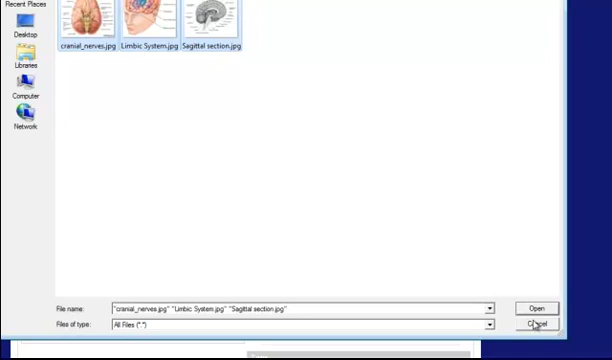 Recent Places
Desktop
Libraries
Computer
Network
cranial_nerves.jpg Limbic System.jpg Sagittal section.jpg
File name: "cranial_nerves.jpg" "Limbic System.jpg" "Sagittal section.jpg" Open
Files of type: All Files (*.*) Cancel